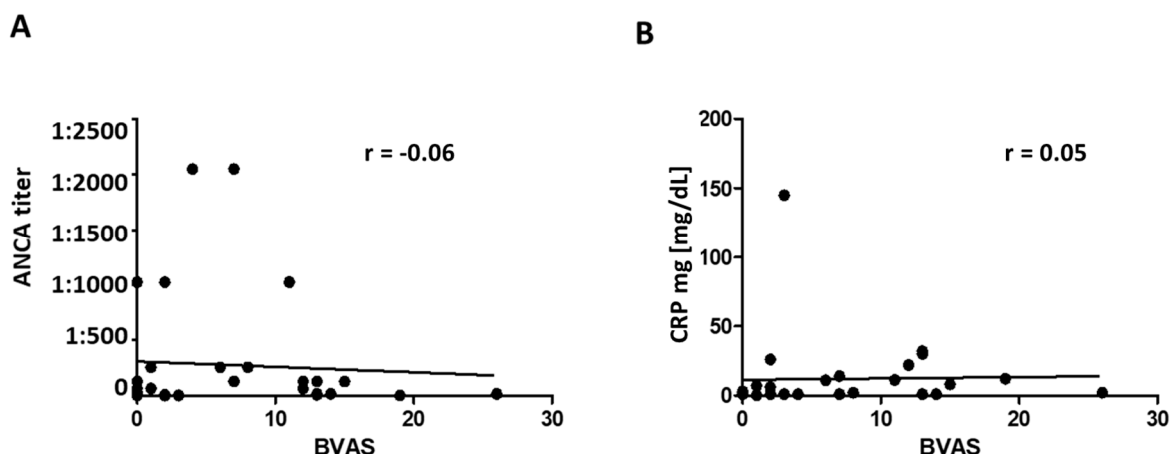 A
1:2500
1:2000
1:1500
1:1000
1:500
0
ANCA titer
r = -0.06
0 10 20 30
BVAS
B
200
150
100
50
0
CRP mg [mg/dL]
r = 0.05
0 10 20 30
BVAS